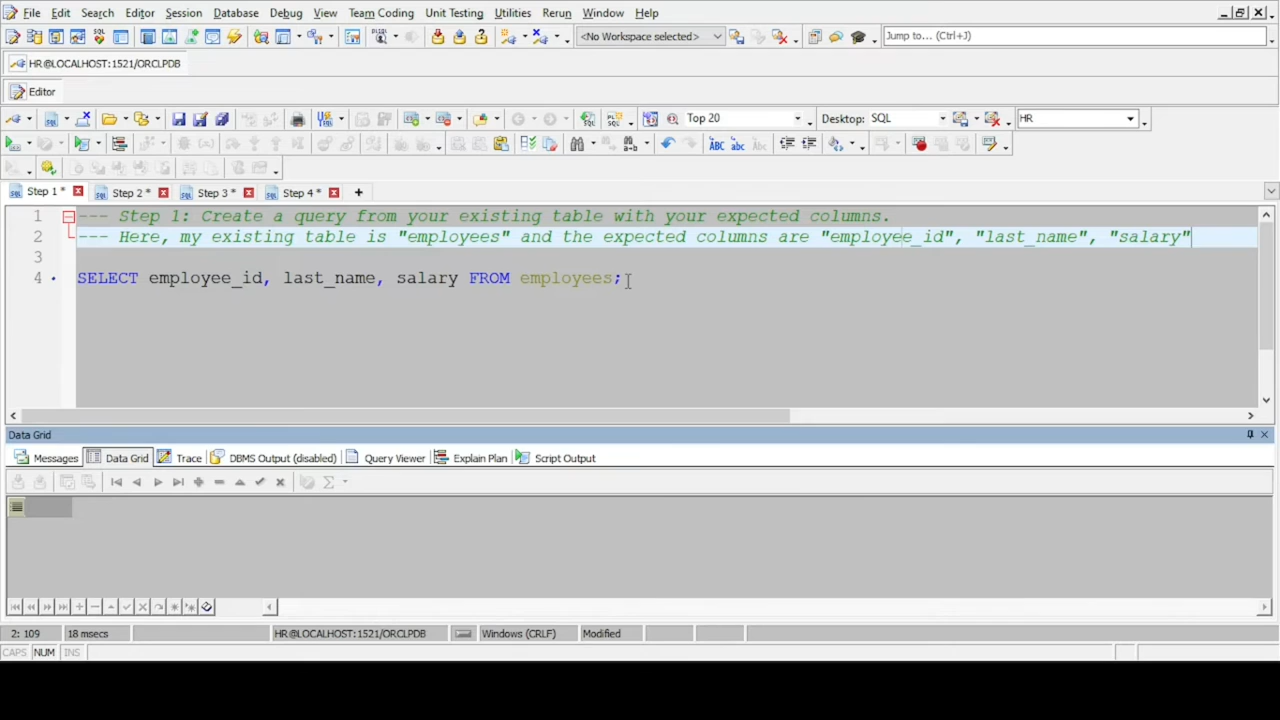 File Edit Search Editor Session Database Debug View Team Coding Unit Testing Utilities Rerun Window Help
<No Workspace selected> Jump to... (Ctrl+J)
HR@LOCALHOST:1521/ORCLPDB
Editor
Top 20 Desktop: SQL HR
Step 1 * Step 2 * Step 3 * Step 4 *
1 --- Step 1: Create a query from your existing table with your expected columns.
2 --- Here, my existing table is "employees" and the expected columns are "employee_id", "last_name", "salary"
3
4 SELECT employee_id, last_name, salary FROM employees;
Data Grid
Messages Data Grid Trace DBMS Output (disabled) Query Viewer Explain Plan Script Output
2: 109 18 msecs HR@LOCALHOST:1521/ORCLPDB Windows (CRLF) Modified
CAPS NUM INS